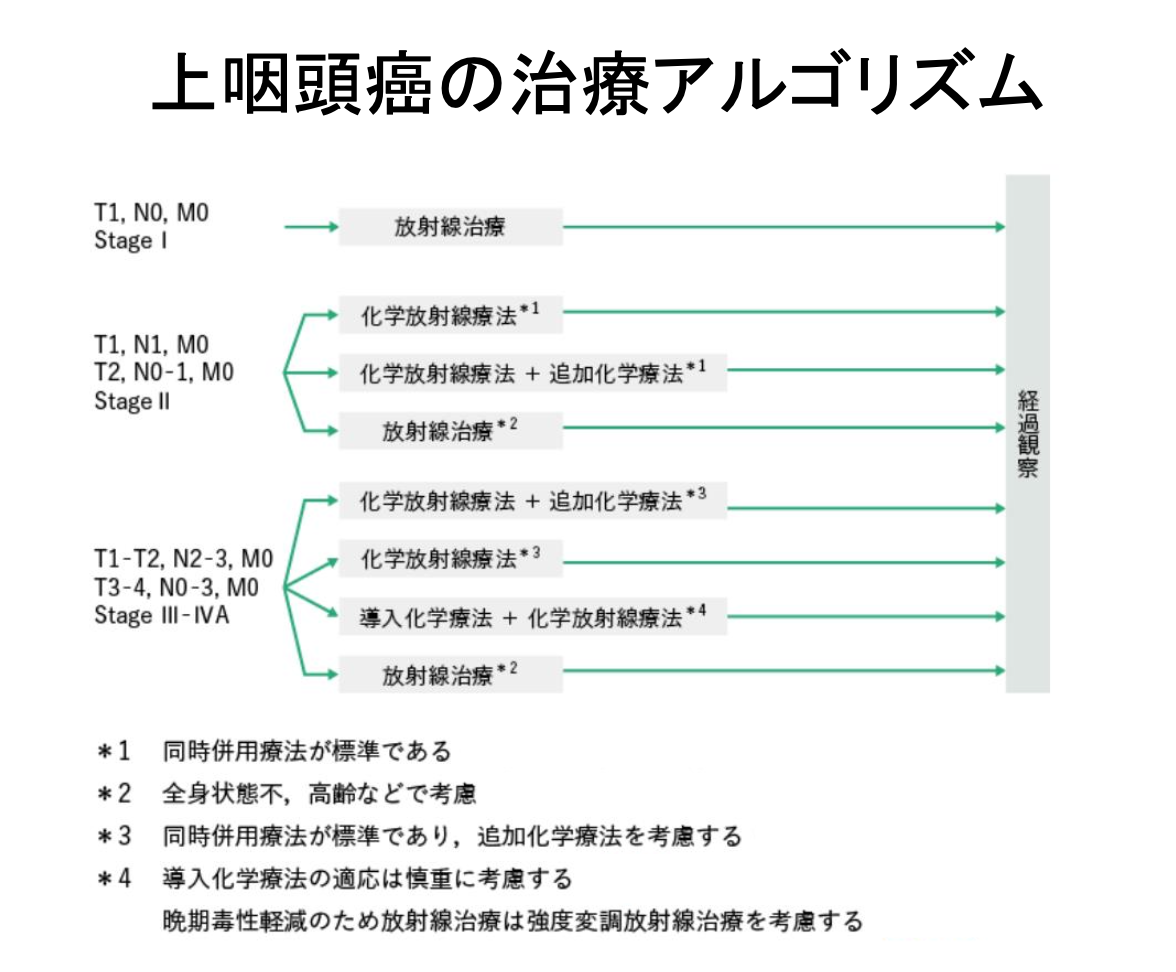 上咽頭癌の治療アルゴリズム
T1, N0, M0
Stage I
放射線治療
T1, N1, M0
T2, N0-1, M0
Stage II
化学放射線療法*1
化学放射線療法 + 追加化学療法*1
放射線治療*2
T1-T2, N2-3, M0
T3-4, N0-3, M0
Stage III-IVA
化学放射線療法 + 追加化学療法*3
化学放射線療法*3
導入化学療法 + 化学放射線療法*4
放射線治療*2
経過観察
*1 同時併用療法が標準である
*2 全身状態不，高齢などで考慮
*3 同時併用療法が標準であり，追加化学療法を考慮する
*4 導入化学療法の適応は慎重に考慮する
晩期毒性軽減のため放射線治療は強度変調放射線治療を考慮する